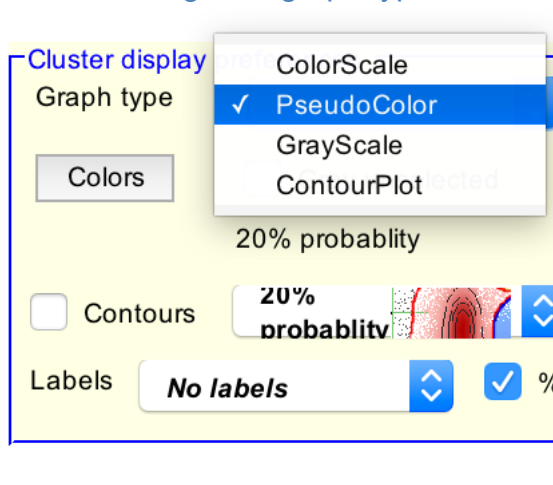 Cluster display
ColorScale
Graph type
✓ PseudoColor
GrayScale
Colors
ContourPlot
20% probablity
Contours
20%
probablity
Labels
No labels
%